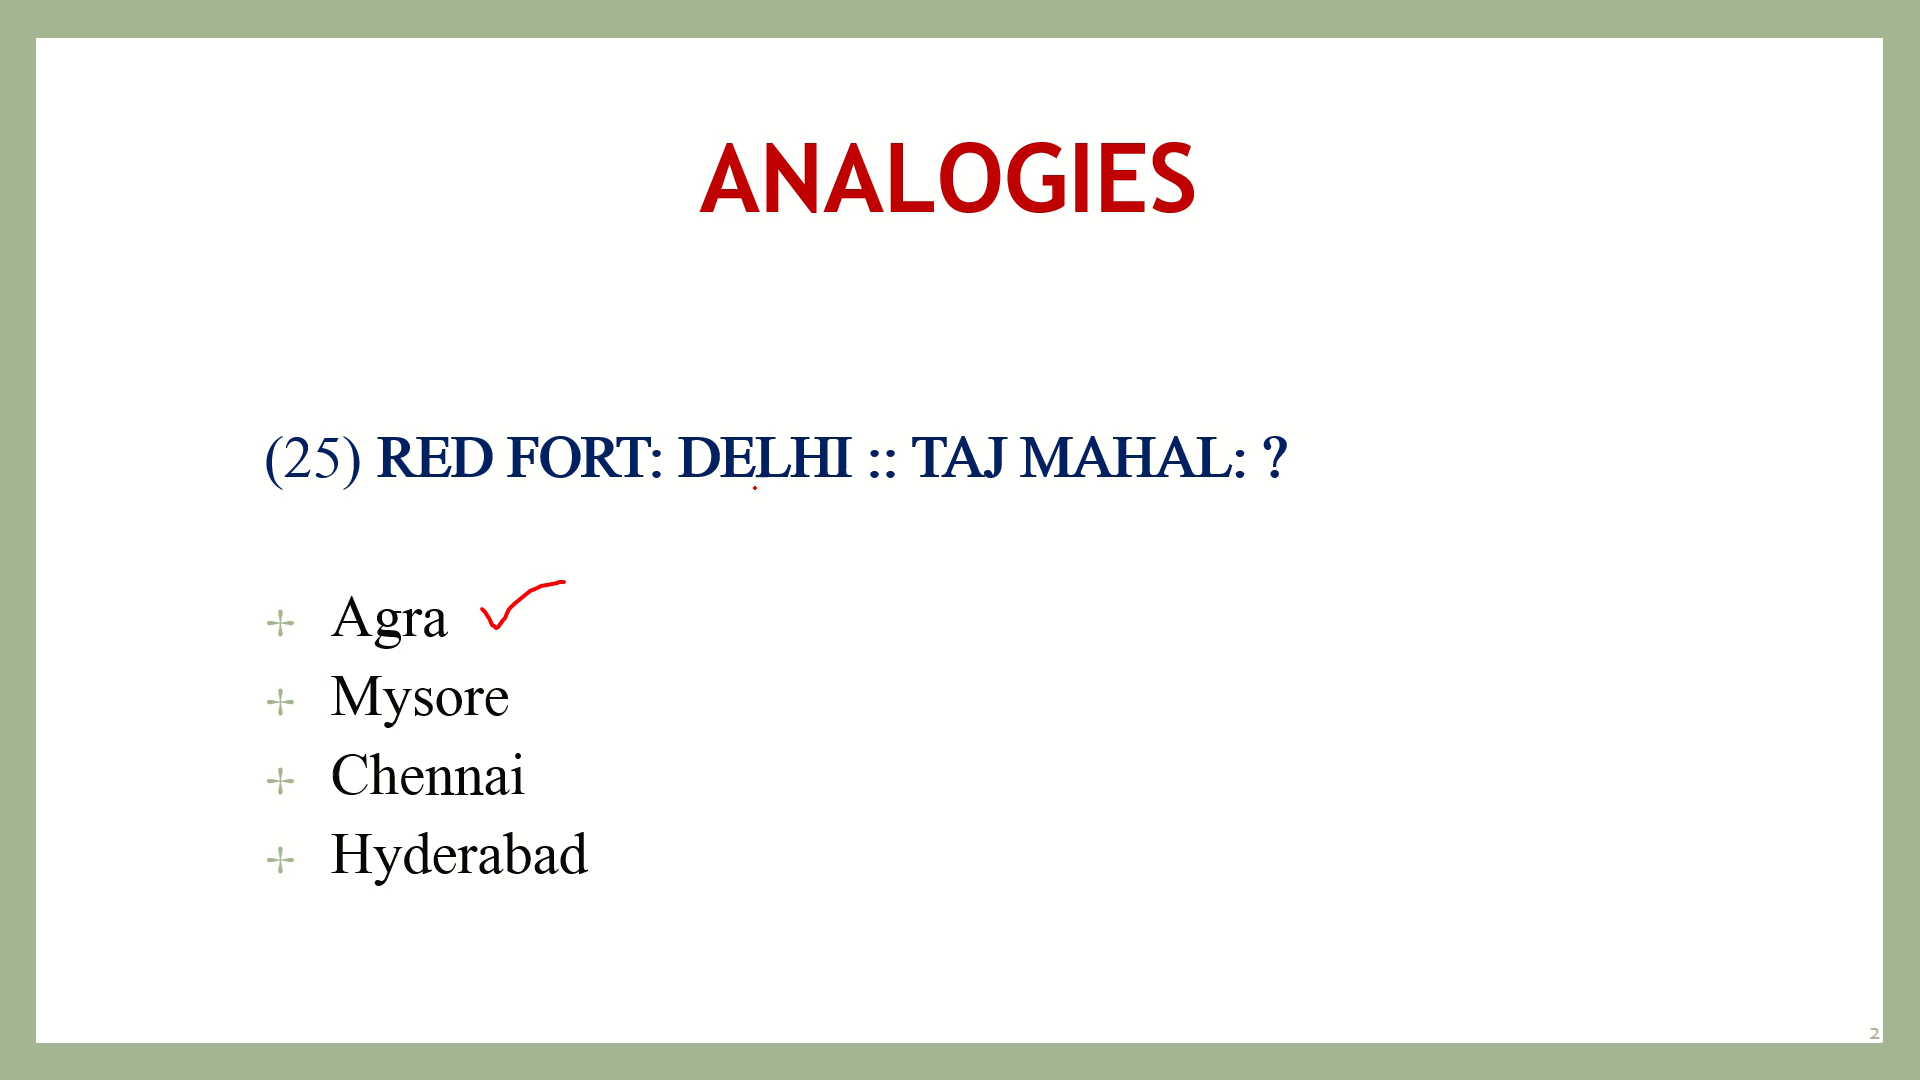 ANALOGIES
(25) RED FORT: DELHI :: TAJ MAHAL: ?
Agra
Mysore
Chennai
Hyderabad
2